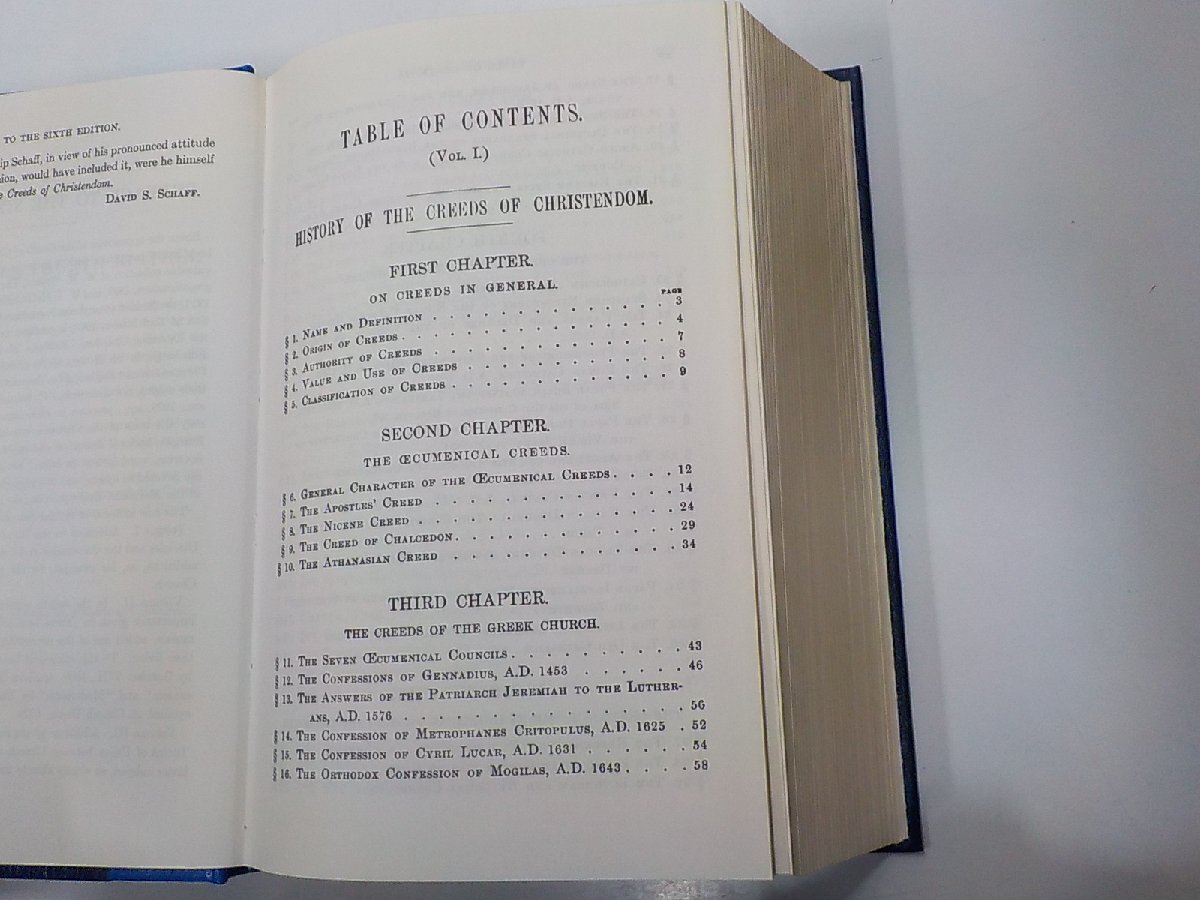 TO THE SIXTH EDITION.
ip Schaff, in view of his pronounced attitude
ion, would have included it, were he himself
Creeds of Christendom.
DAVID S. SCHAFF.
TABLE OF CONTENTS.
(VOL. I.)
HISTORY OF THE CREEDS OF CHRISTENDOM.
FIRST CHAPTER.
ON CREEDS IN GENERAL.
PAGE
§ 1. NAME AND DEFINITION . . . . . . . . . . . . . 3
§ 2. ORIGIN OF CREEDS . . . . . . . . . . . . . . 4
§ 3. AUTHORITY OF CREEDS . . . . . . . . . . . . . 7
§ 4. VALUE AND USE OF CREEDS . . . . . . . . . . . 8
§ 5. CLASSIFICATION OF CREEDS . . . . . . . . . . . . 9
SECOND CHAPTER.
THE ŒCUMENICAL CREEDS.
§ 6. GENERAL CHARACTER OF THE ŒCUMENICAL CREEDS . . . . 12
§ 7. THE APOSTLES' CREED . . . . . . . . . . . . . 14
§ 8. THE NICENE CREED . . . . . . . . . . . . . . 24
§ 9. THE CREED OF CHALCEDON . . . . . . . . . . . . 29
§ 10. THE ATHANASIAN CREED . . . . . . . . . . . . 34
THIRD CHAPTER.
THE CREEDS OF THE GREEK CHURCH.
§ 11. THE SEVEN ŒCUMENICAL COUNCILS . . . . . . . . . . 43
§ 12. THE CONFESSIONS OF GENNADIUS, A.D. 1453 . . . . . . 46
§ 13. THE ANSWERS OF THE PATRIARCH JEREMIAH TO THE LUTHER-
ANS, A.D. 1576 . . . . . . . . . . . . . . 56
§ 14. THE CONFESSION OF METROPHANES CRITOPULUS, A.D. 1625 . 52
§ 15. THE CONFESSION OF CYRIL LUCAR, A.D. 1631 . . . . . . 54
§ 16. THE ORTHODOX CONFESSION OF MOGILAS, A.D. 1643 . . . . 58